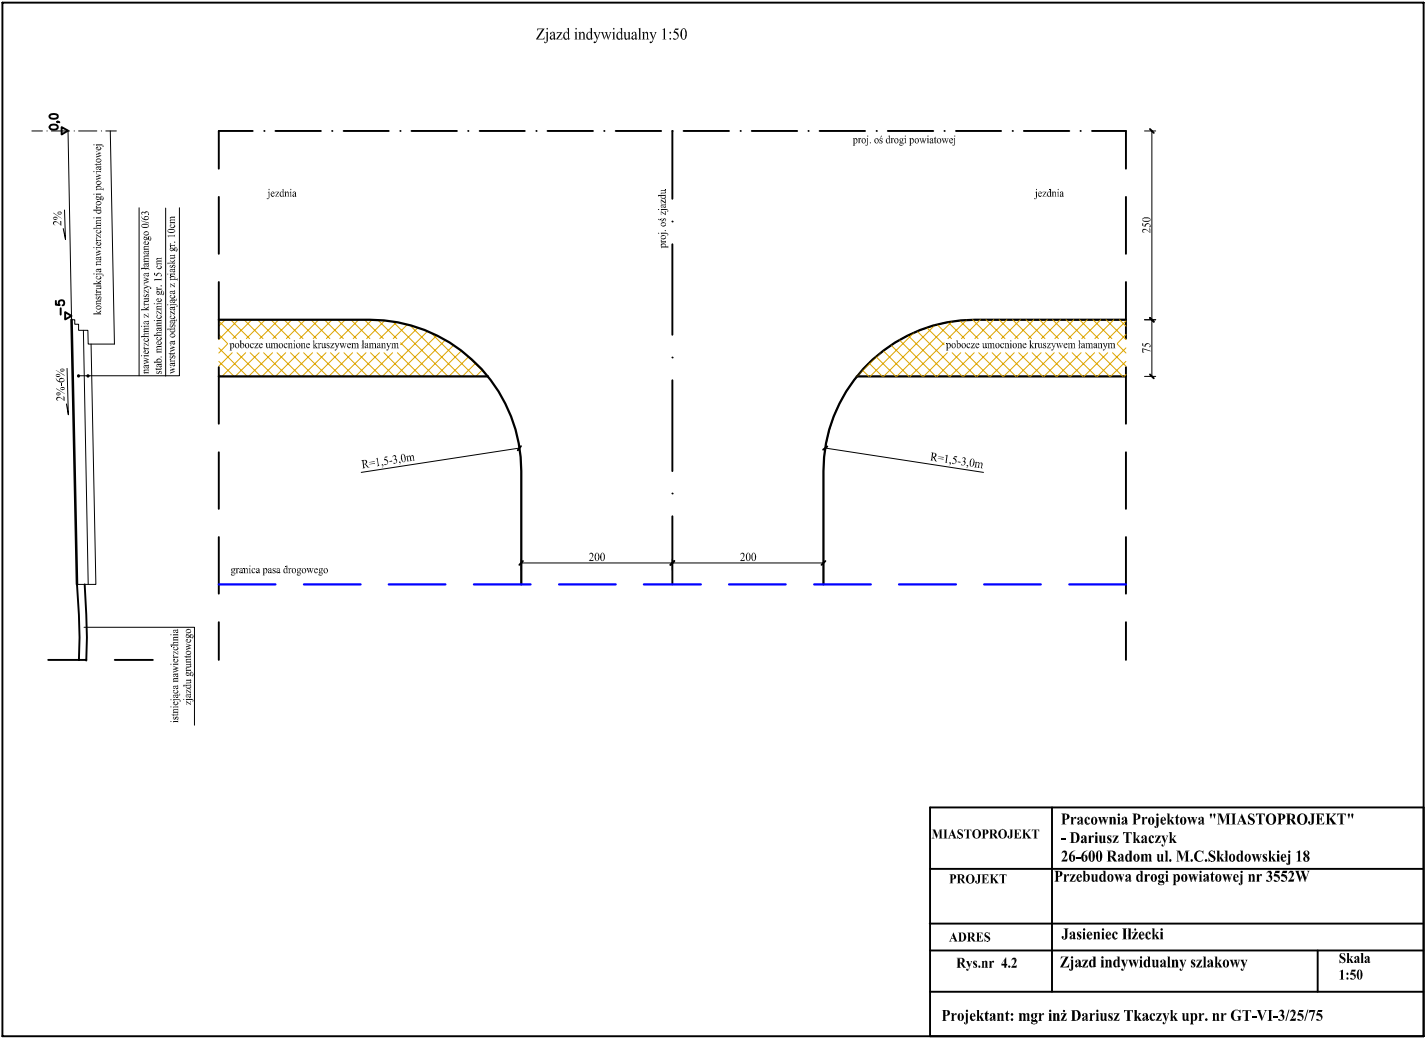 Zjazd indywidualny 1:50
0,0
proj. oś drogi powiatowej
jezdnia
jezdnia
proj. oś zjazdu
250
2%
konstrukcja nawierzchni drogi powiatowej
nawierzchnia z kruszywa łamanego 0/63
stab. mechanicznie gr. 15 cm
warstwa odsączająca z piasku gr. 10cm
-5
pobocze umocnione kruszywem łamanym
pobocze umocnione kruszywem łamanym
75
2%-6%
R=1,5-3,0m
R=1,5-3,0m
200
200
granica pasa drogowego
istniejąca nawierzchnia
zjazdu gruntowego
MIASTOPROJEKT
Pracownia Projektowa "MIASTOPROJEKT"
- Dariusz Tkaczyk
26-600 Radom ul. M.C.Skłodowskiej 18
PROJEKT
Przebudowa drogi powiatowej nr 3552W
ADRES
Jasieniec Iłżecki
Rys.nr 4.2
Zjazd indywidualny szlakowy
Skala
1:50
Projektant: mgr inż Dariusz Tkaczyk upr. nr GT-VI-3/25/75